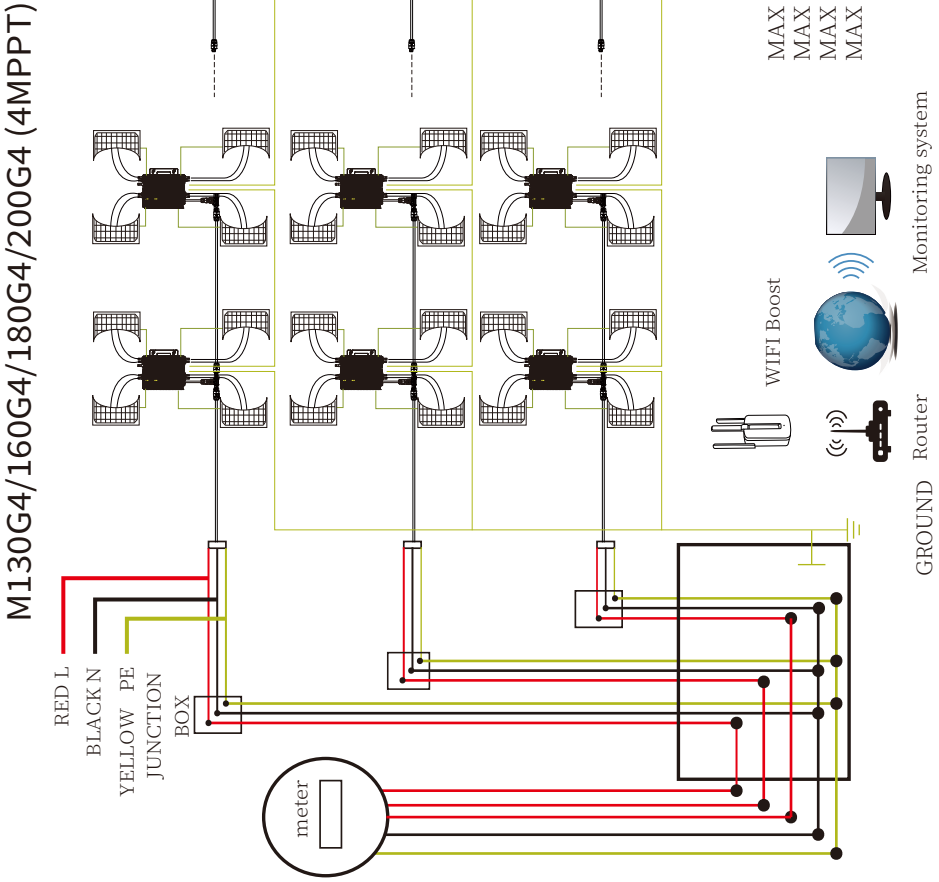 M130G4/160G4/180G4/200G4 (4MPPT)
RED L
BLACK N
YELLOW PE
JUNCTION
BOX
meter
WIFI Boost
MAX
MAX
MAX
MAX
Monitoring system
Router
GROUND